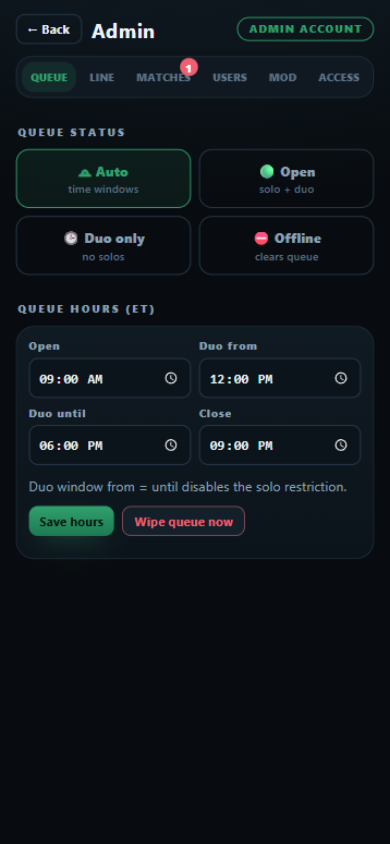 ← Back Admin ADMIN ACCOUNT
QUEUE LINE MATCHES 1 USERS MOD ACCESS
QUEUE STATUS
Auto
time windows
Open
solo + duo
Duo only
no solos
Offline
clears queue
QUEUE HOURS (ET)
Open
09:00 AM
Duo from
12:00 PM
Duo until
06:00 PM
Close
09:00 PM
Duo window from = until disables the solo restriction.
Save hours Wipe queue now